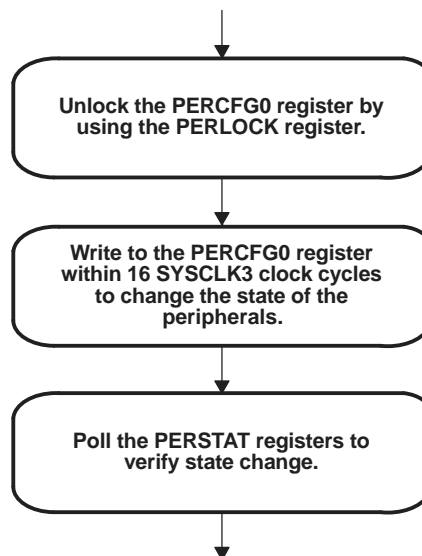 Unlock the PERCFG0 register by
using the PERLOCK register.
Write to the PERCFG0 register
within 16 SYSCLK3 clock cycles
to change the state of the
peripherals.
Poll the PERSTAT registers to
verify state change.